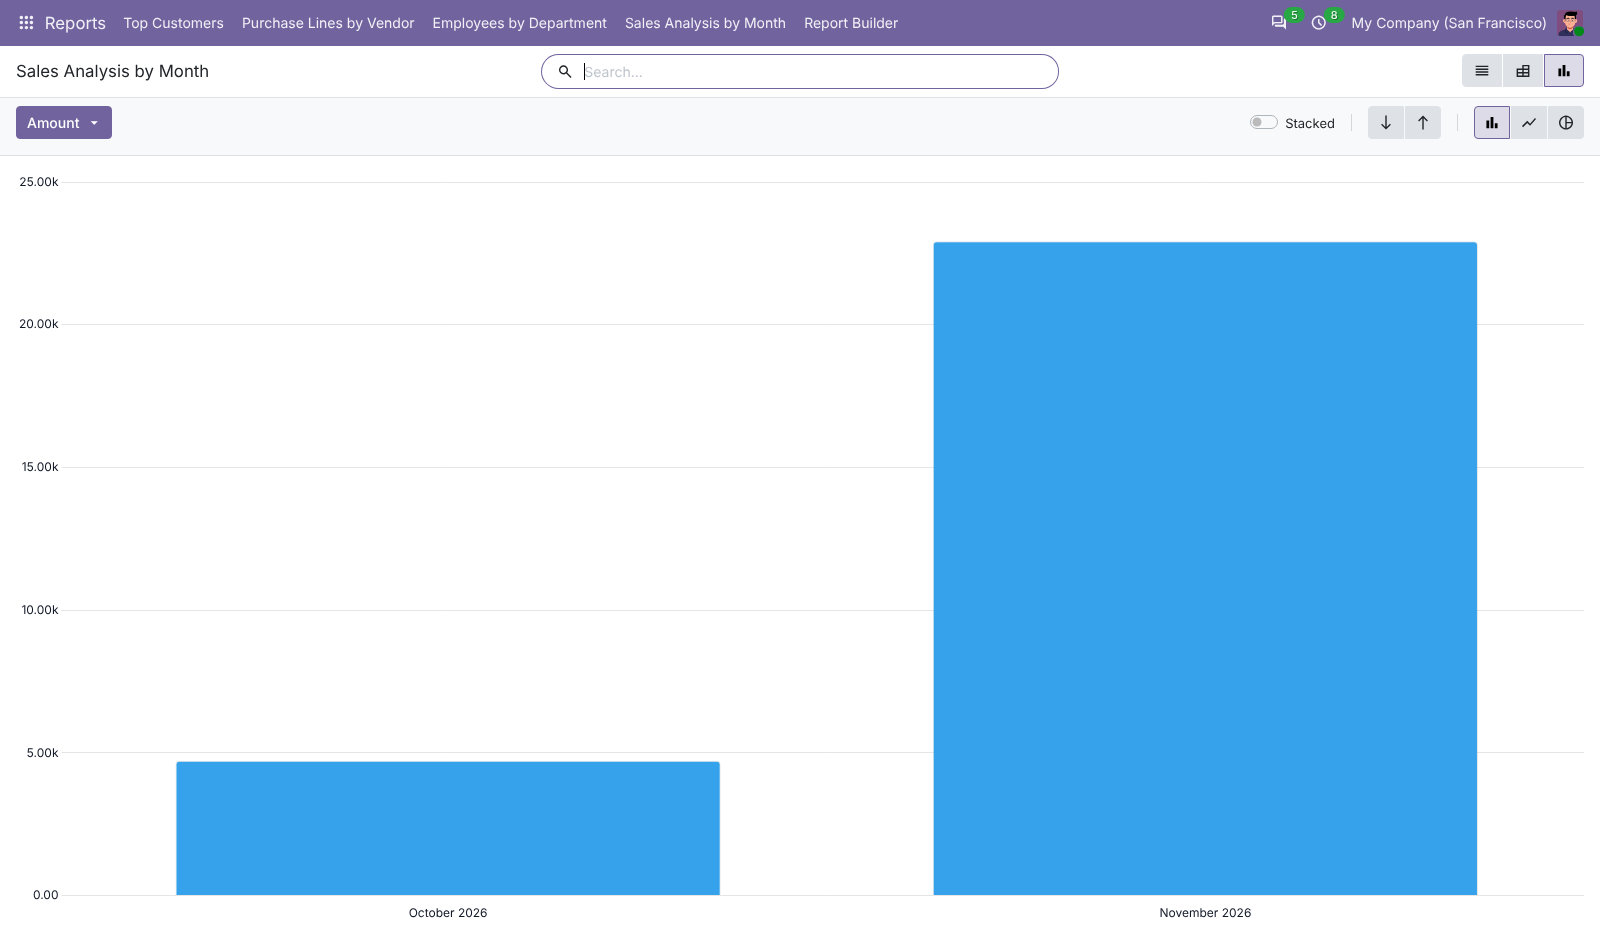 Reports Top Customers Purchase Lines by Vendor Employees by Department Sales Analysis by Month Report Builder 5 8 My Company (San Francisco)
Sales Analysis by Month Search...
Amount Stacked
25.00k
20.00k
15.00k
10.00k
5.00k
0.00
October 2026 November 2026